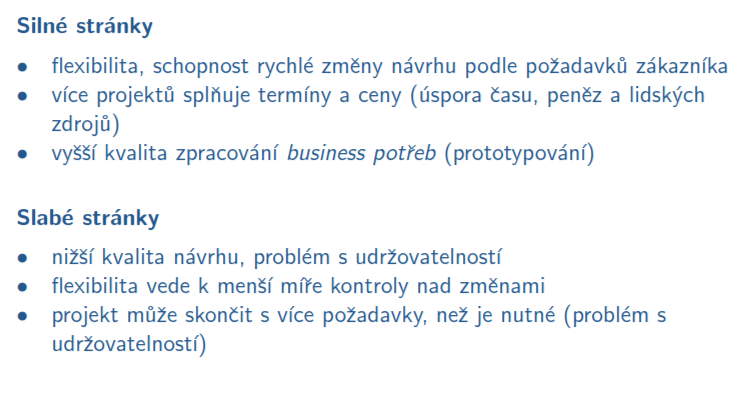 Silné stránky
• flexibilita, schopnost rychlé změny návrhu podle požadavků zákazníka
• více projektů splňuje termíny a ceny (úspora času, peněz a lidských
zdrojů)
• vyšší kvalita zpracování business potřeb (prototypování)
Slabé stránky
• nižší kvalita návrhu, problém s udržovatelností
• flexibilita vede k menší míře kontroly nad změnami
• projekt může skončit s více požadavky, než je nutné (problém s
udržovatelností)